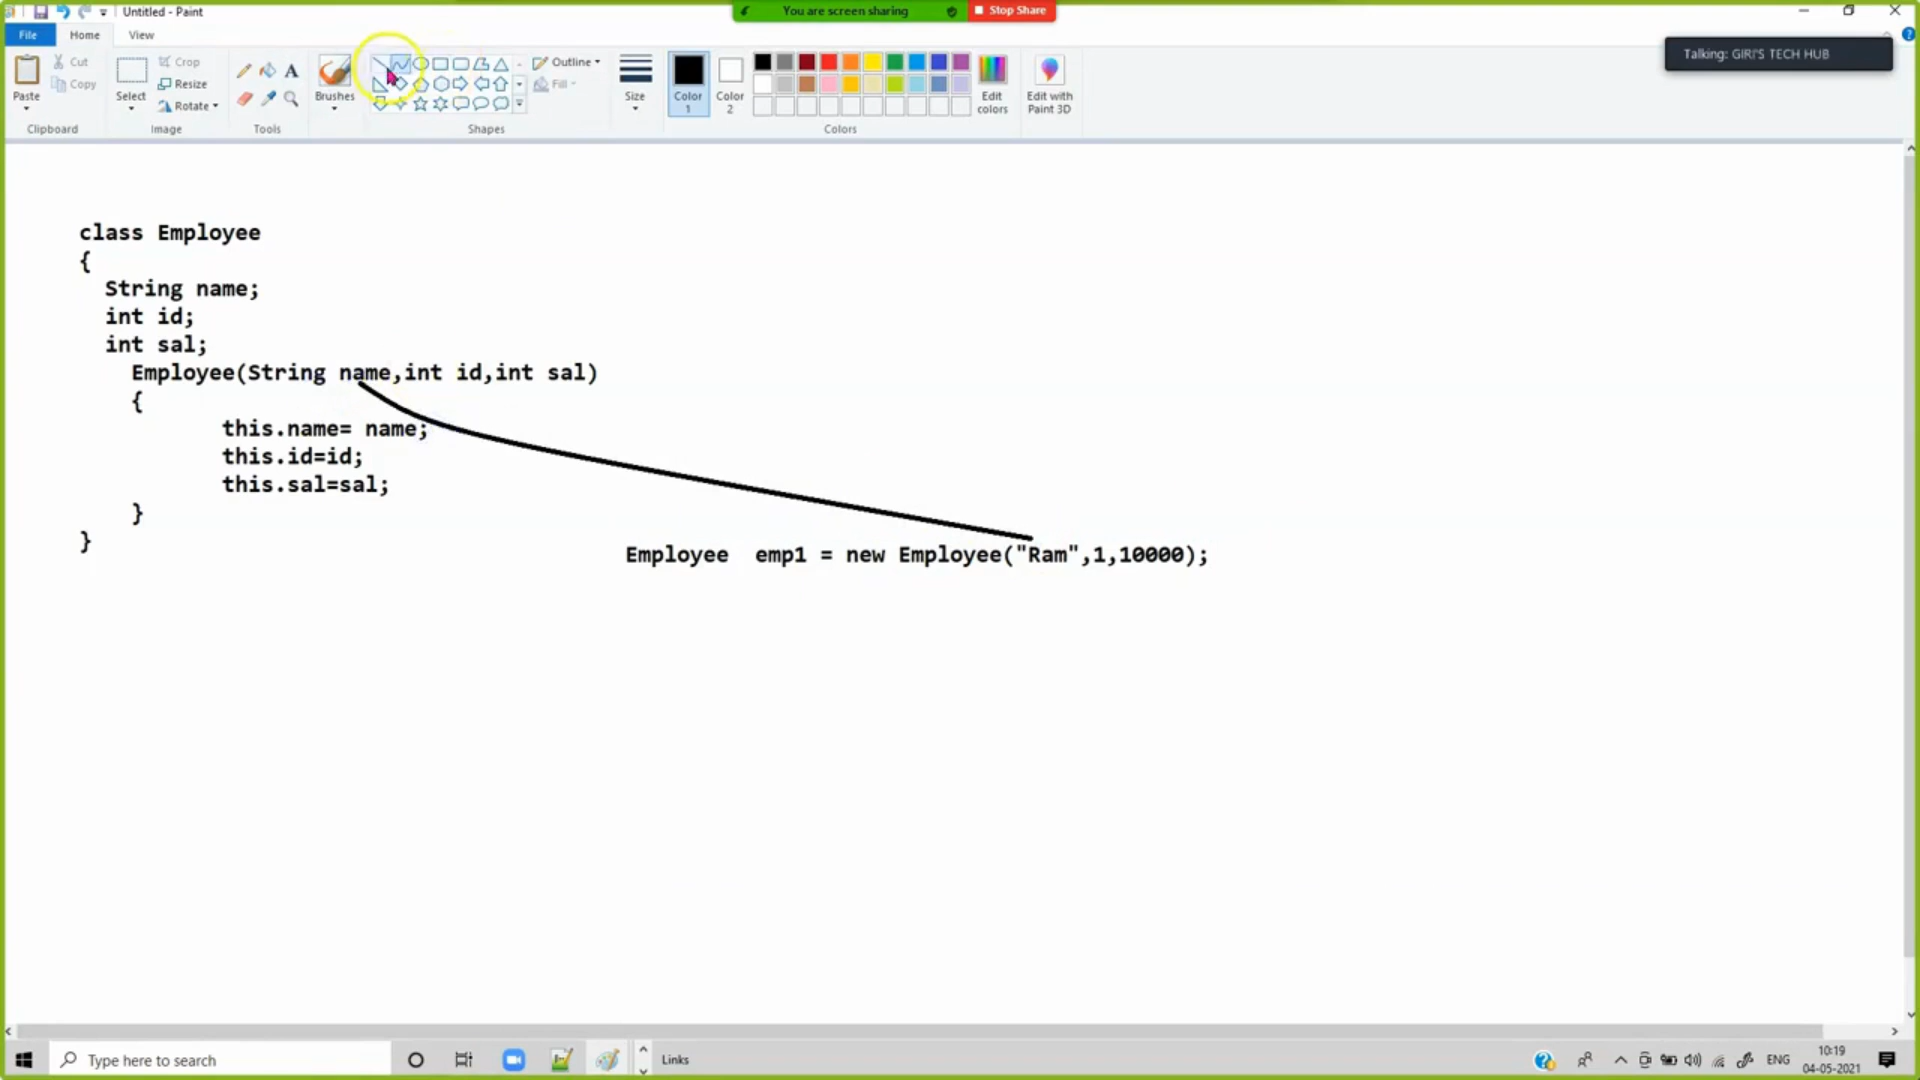 Untitled - Paint
You are screen sharing
Stop Share
File
Home
View
Talking: GIRI'S TECH HUB
Paste
Cut
Copy
Clipboard
Select
Crop
Resize
Rotate
Image
A
Tools
Brushes
Shapes
Outline
Fill
Size
Color
1
Color
2
Colors
Edit
colors
Edit with
Paint 3D
class Employee
{
String name;
int id;
int sal;
Employee(String name,int id,int sal)
{
this.name= name;
this.id=id;
this.sal=sal;
}
}
Employee  emp1 = new Employee("Ram",1,10000);
Type here to search
Links
ENG
10:19
04-05-2021